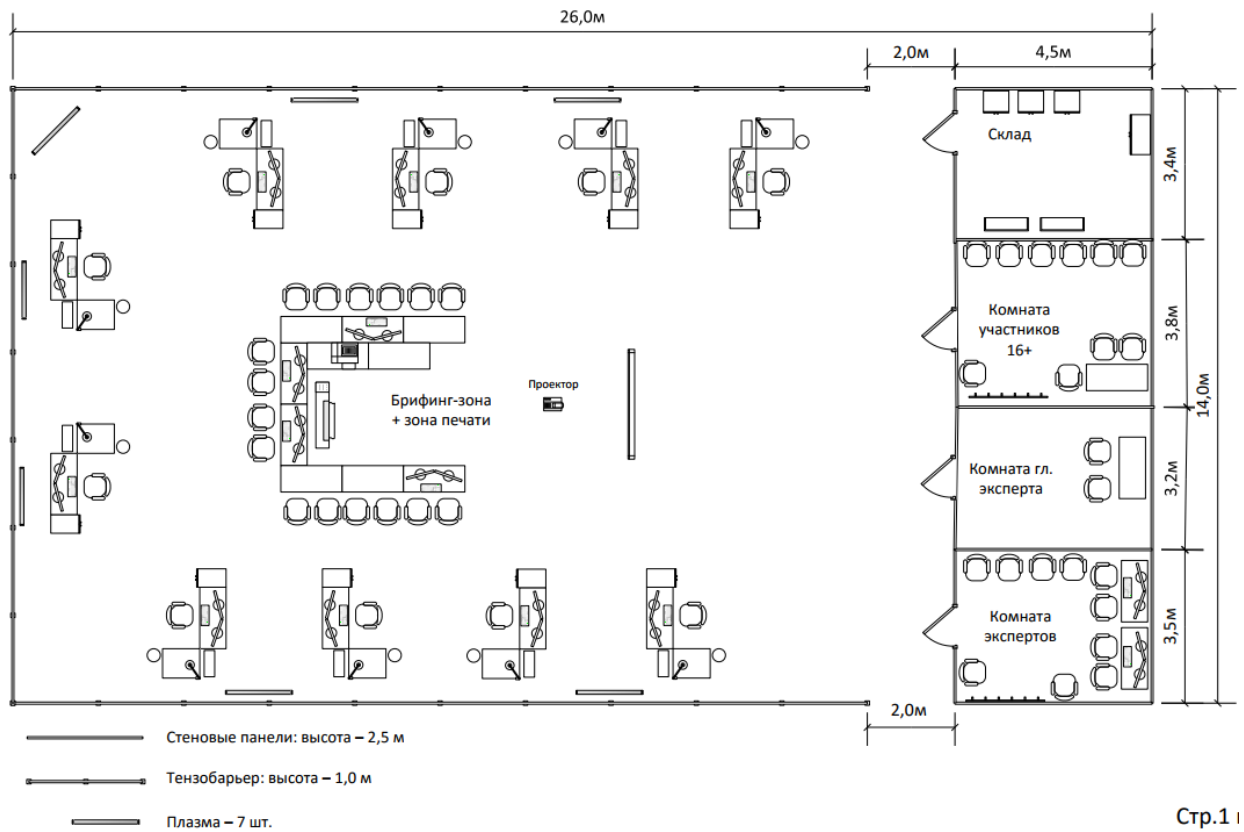 26,0м
2,0м
4,5м
Склад
3,4м
Комната
участников
16+
3,8м
14,0м
Проектор
Брифинг-зона
+ зона печати
Комната гл.
эксперта
3,2м
Комната
экспертов
3,5м
2,0м
Стеновые панели: высота – 2,5 м
Тензобарьер: высота – 1,0 м
Плазма – 7 шт.
Стр.1